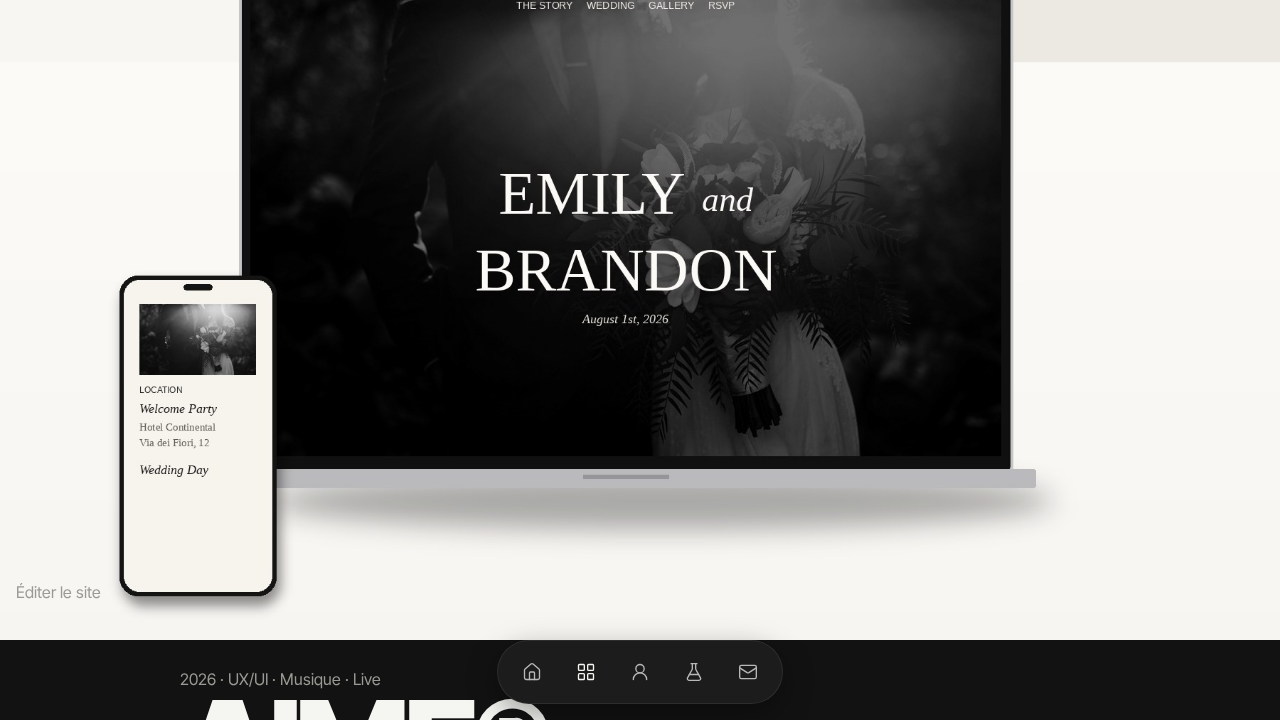 THE STORY WEDDING GALLERY RSVP
EMILY and
BRANDON
August 1st, 2026
LOCATION
Welcome Party
Hotel Continental
Via dei Fiori, 12
Wedding Day
Éditer le site
2026 · UX/UI · Musique · Live